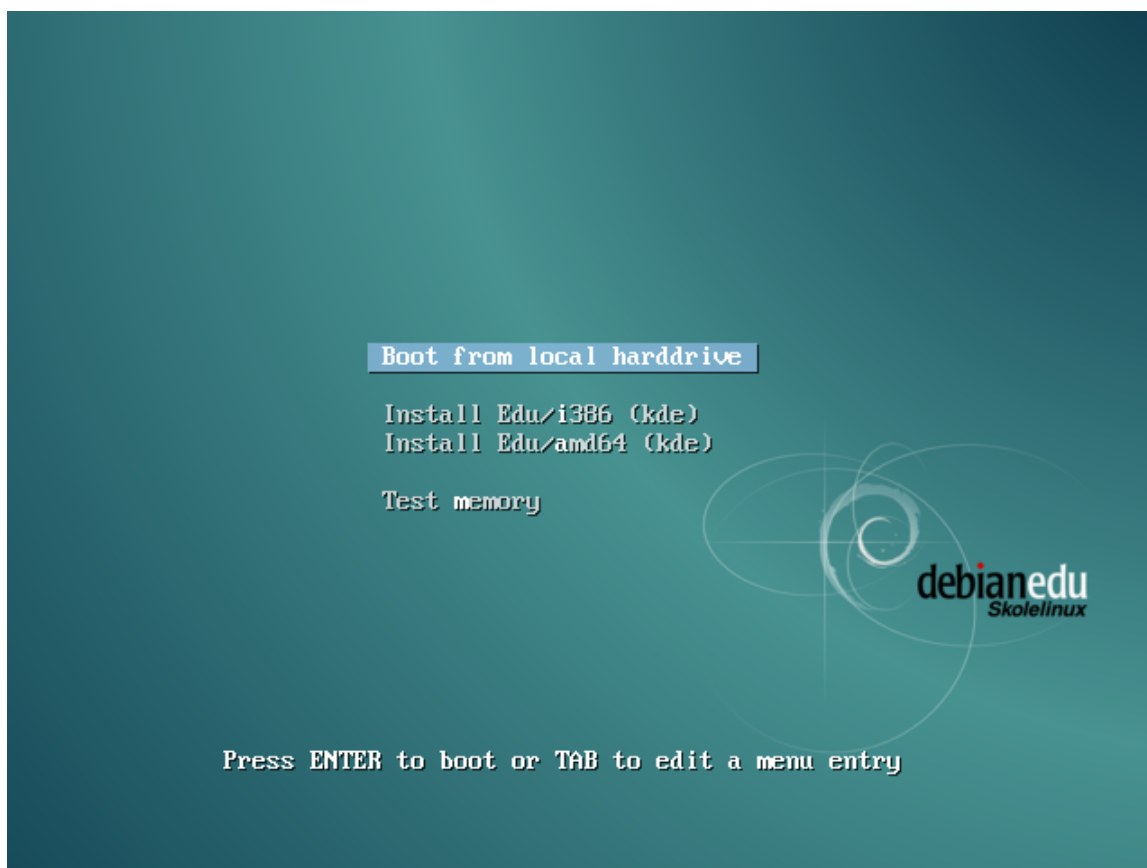 Boot from local harddrive
Install Edu/i386 (kde)
Install Edu/amd64 (kde)
Test memory
debianedu
Skolelinux
Press ENTER to boot or TAB to edit a menu entry